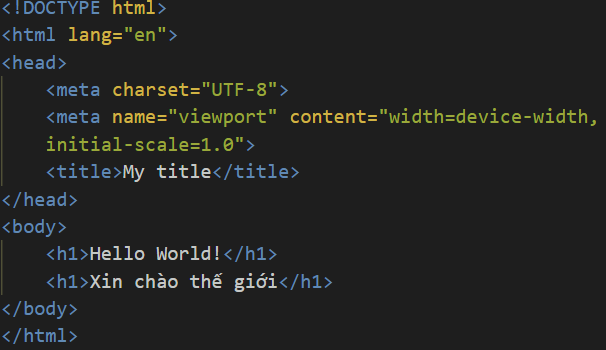 <!DOCTYPE html>
<html lang="en">
<head>
    <meta charset="UTF-8">
    <meta name="viewport" content="width=device-width,
    initial-scale=1.0">
    <title>My title</title>
</head>
<body>
    <h1>Hello World!</h1>
    <h1>Xin chào thế giới</h1>
</body>
</html>